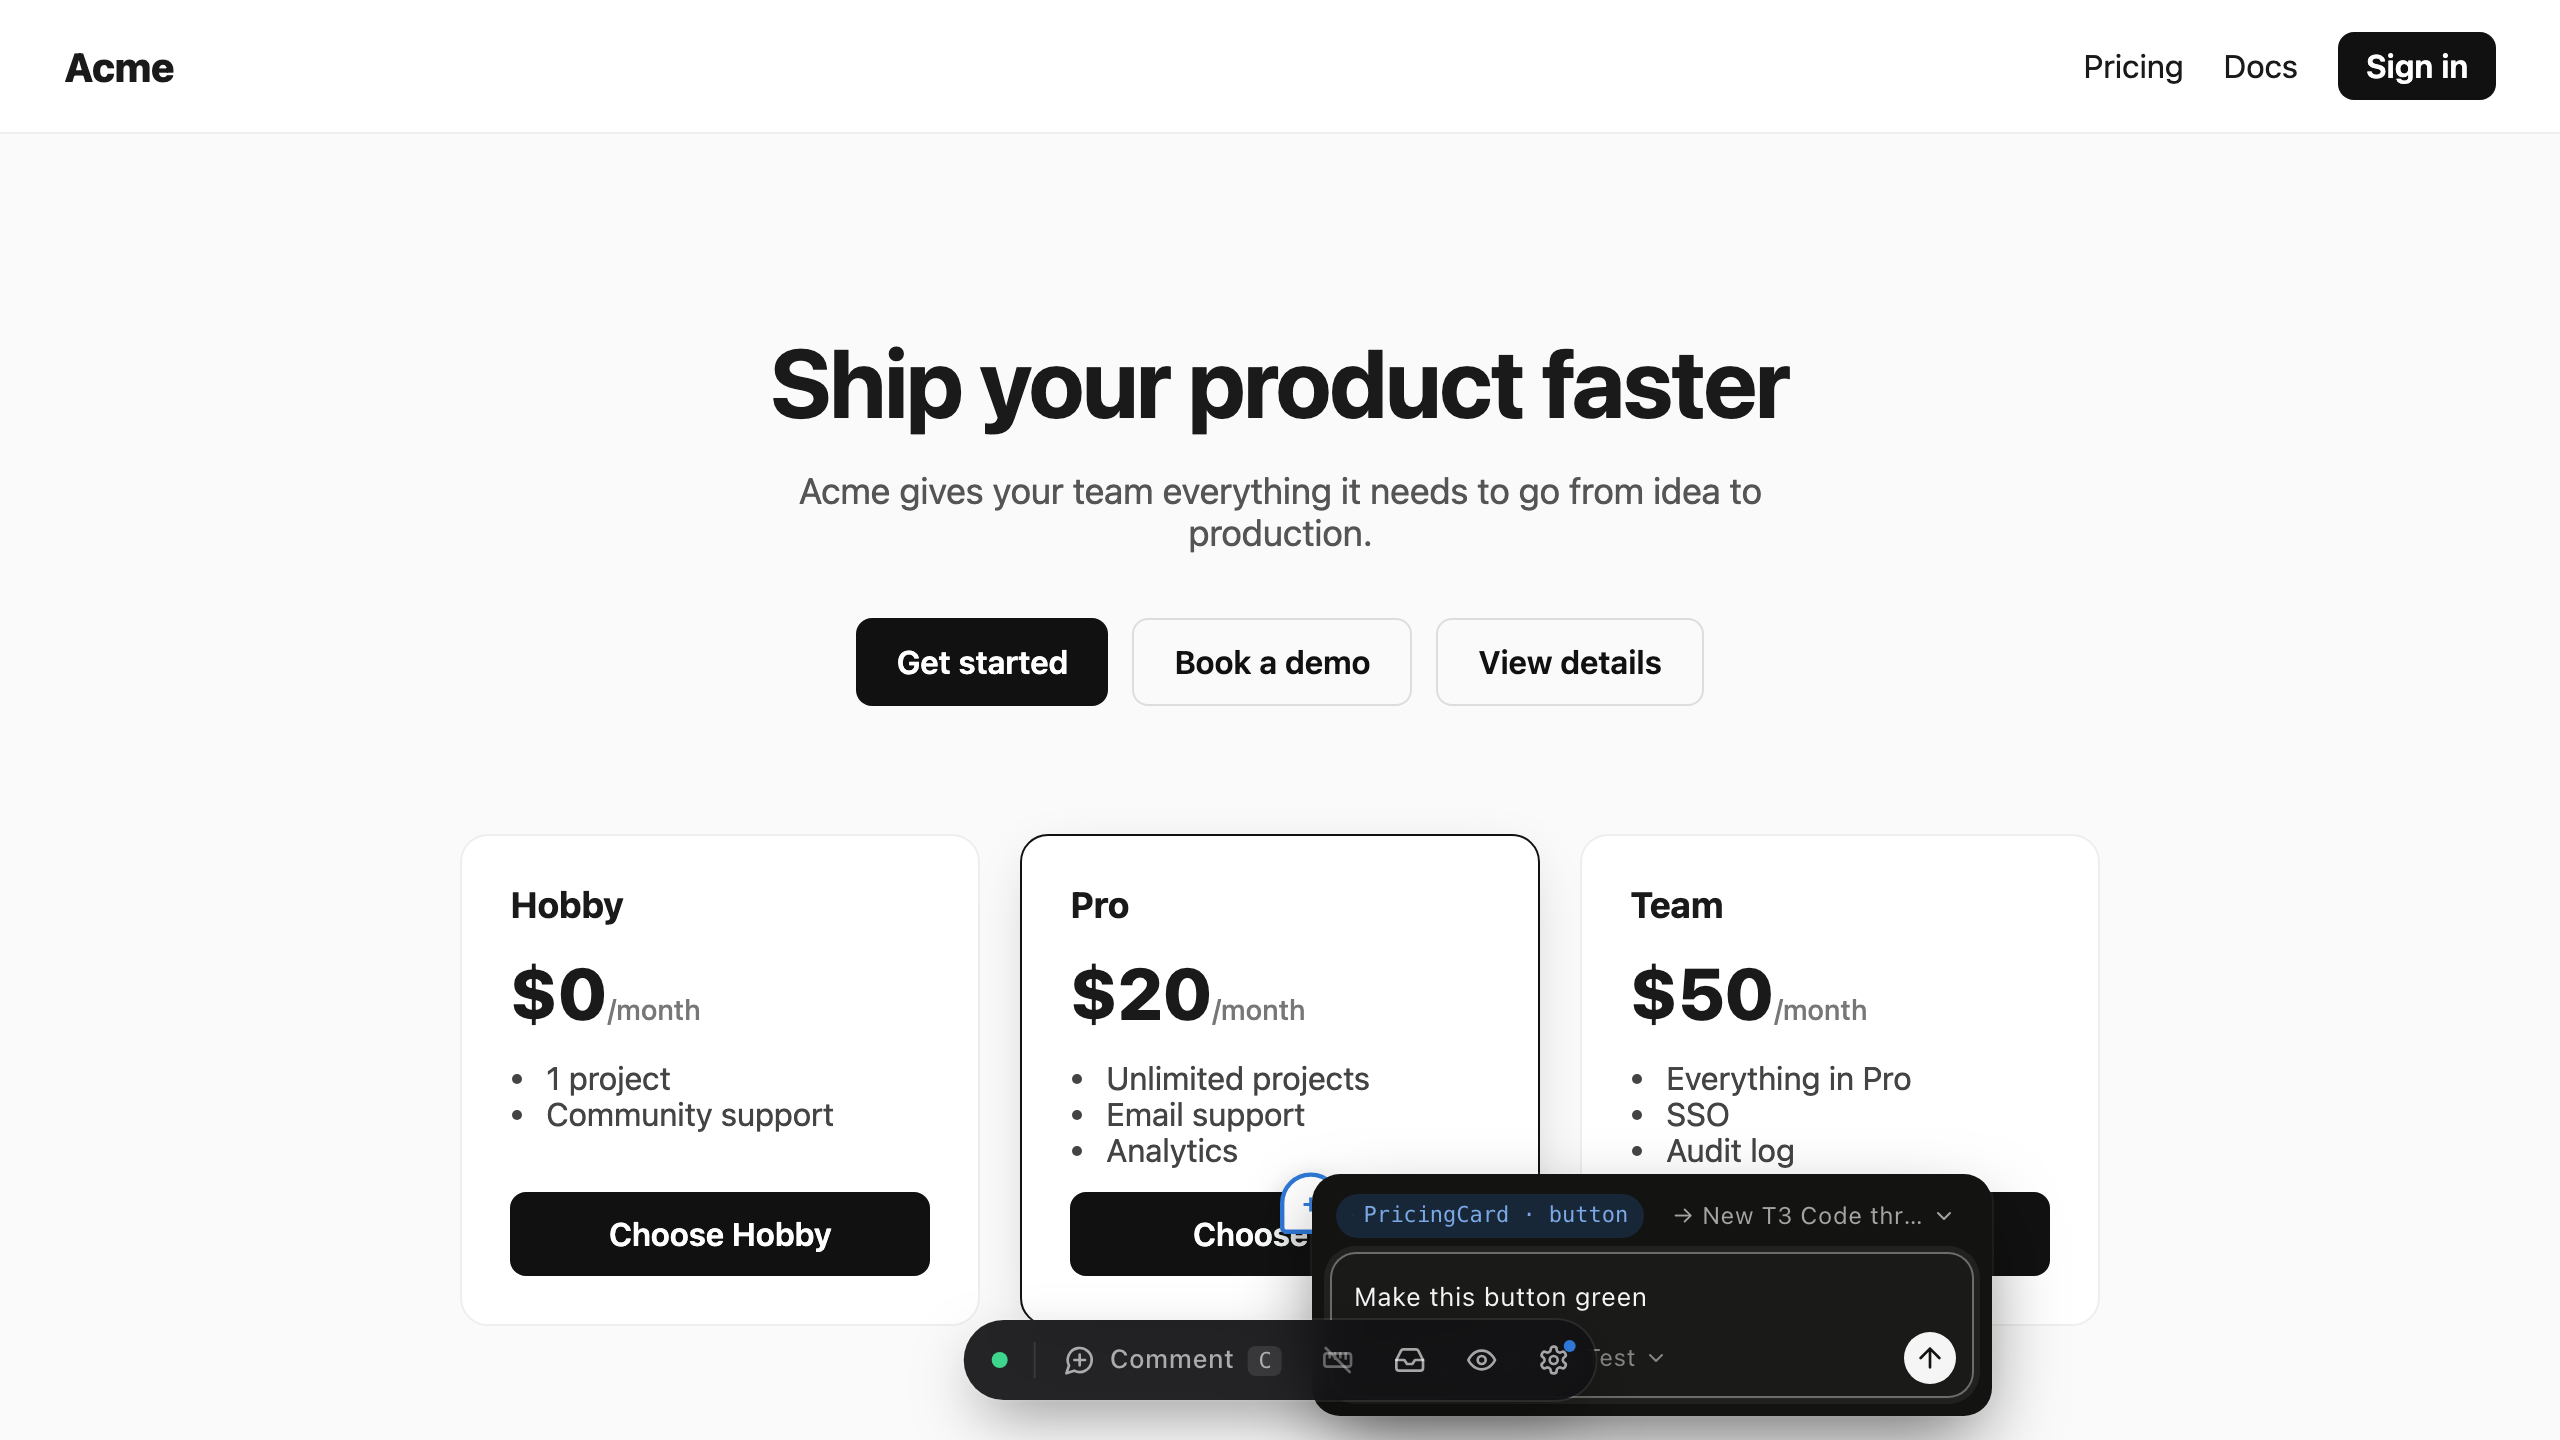 Acme
Pricing
Docs
Sign in
Ship your product faster
Acme gives your team everything it needs to go from idea to
production.
Get started
Book a demo
View details
Hobby
$0/month
• 1 project
• Community support
Choose Hobby
Pro
$20/month
• Unlimited projects
• Email support
• Analytics
Choose
Team
$50/month
• Everything in Pro
• SSO
• Audit log
PricingCard · button
→ New T3 Code thr...
Make this button green
Comment C